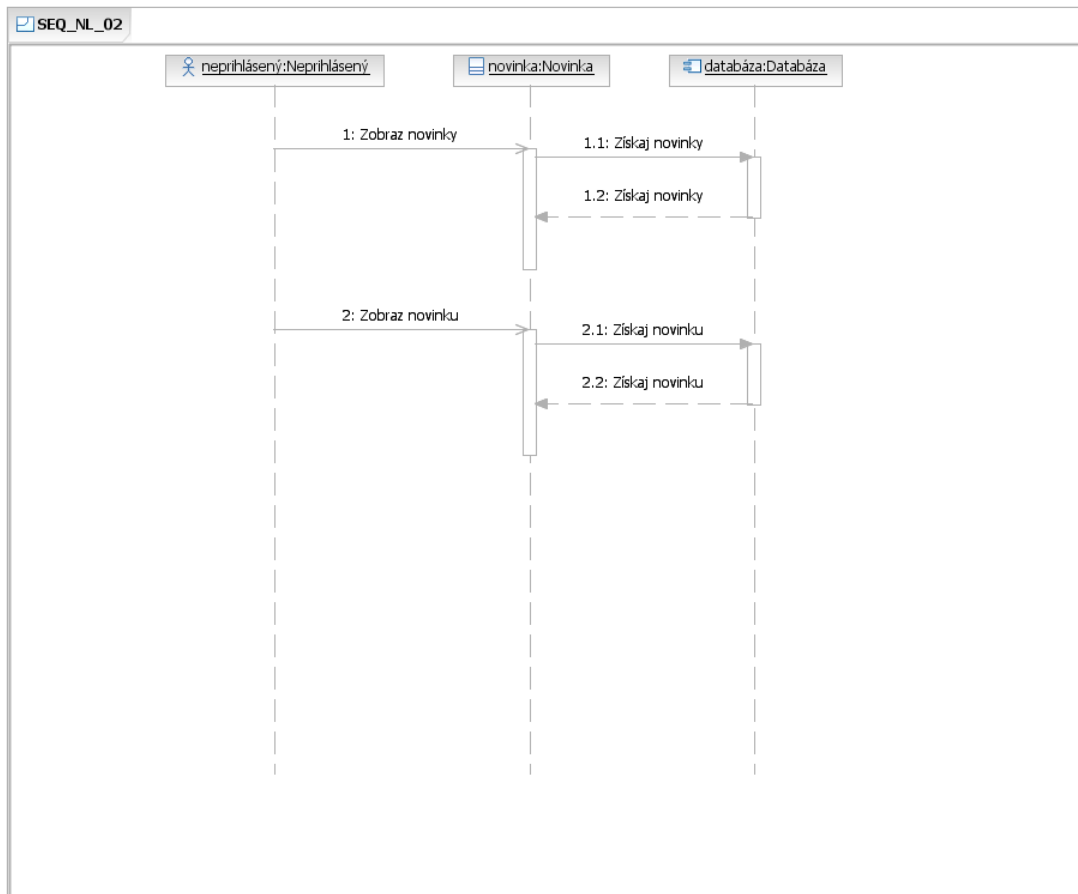 SEQ_NL_02
neprihlásený:Neprihlásený
novinka:Novinka
databáza:Databáza
1: Zobraz novinky
1.1: Získaj novinky
1.2: Získaj novinky
2: Zobraz novinku
2.1: Získaj novinku
2.2: Získaj novinku